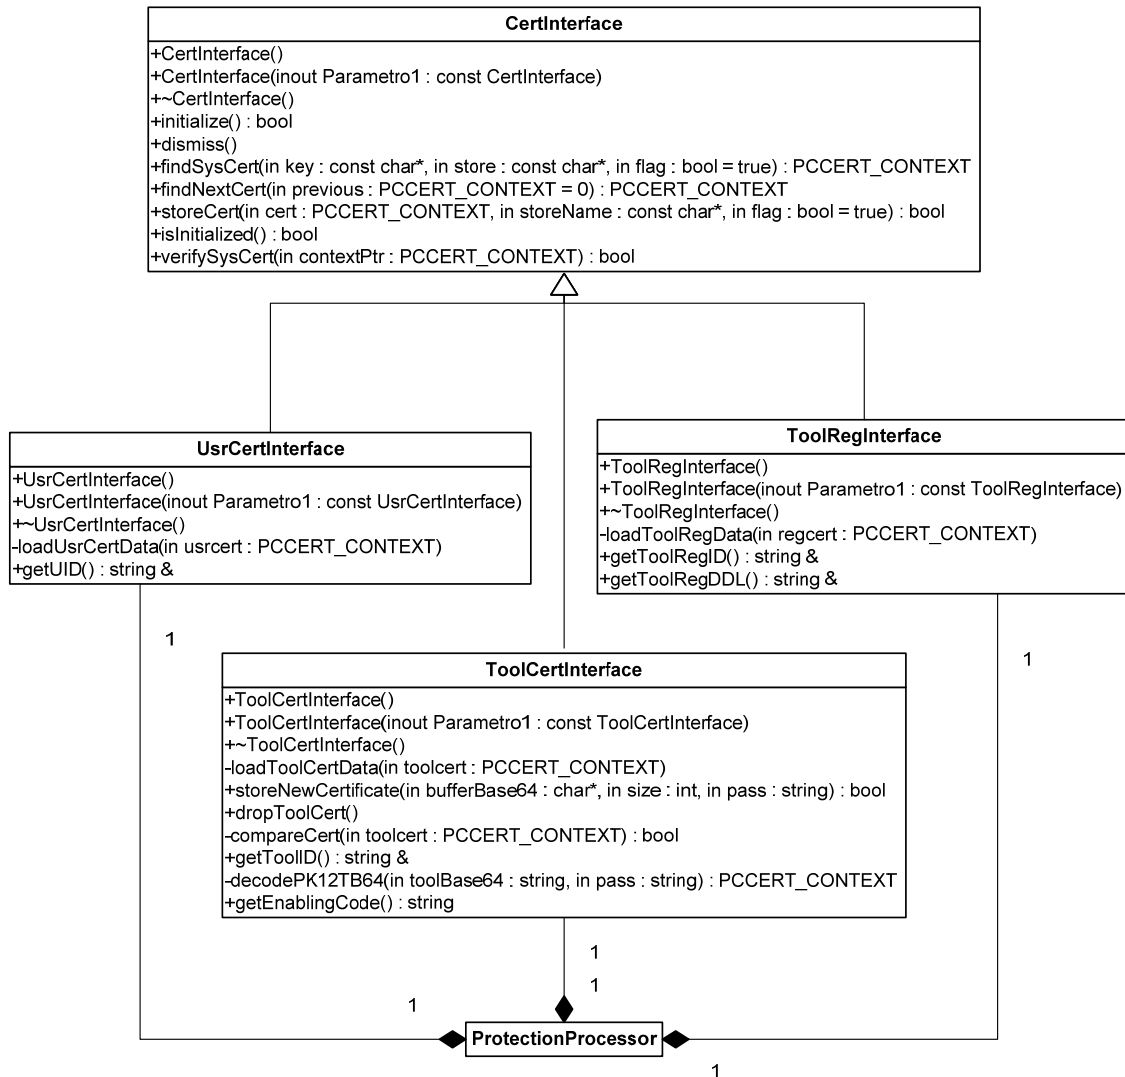 CertInterface
+CertInterface()
+CertInterface(inout Parametro1 : const CertInterface)
+~CertInterface()
+initialize() : bool
+dismiss()
+findSysCert(in key : const char*, in store : const char*, in flag : bool = true) : PCCERT_CONTEXT
+findNextCert(in previous : PCCERT_CONTEXT = 0) : PCCERT_CONTEXT
+storeCert(in cert : PCCERT_CONTEXT, in storeName : const char*, in flag : bool = true) : bool
+isInitialized() : bool
+verifySysCert(in contextPtr : PCCERT_CONTEXT) : bool
UsrCertInterface
+UsrCertInterface()
+UsrCertInterface(inout Parametro1 : const UsrCertInterface)
+~UsrCertInterface()
-loadUsrCertData(in usrcert : PCCERT_CONTEXT)
+getUID() : string &
ToolRegInterface
+ToolRegInterface()
+ToolRegInterface(inout Parametro1 : const ToolRegInterface)
+~ToolRegInterface()
-loadToolRegData(in regcert : PCCERT_CONTEXT)
+getToolRegID() : string &
+getToolRegDDL() : string &
1
1
ToolCertInterface
+ToolCertInterface()
+ToolCertInterface(inout Parametro1 : const ToolCertInterface)
+~ToolCertInterface()
-loadToolCertData(in toolcert : PCCERT_CONTEXT)
+storeNewCertificate(in bufferBase64 : char*, in size : int, in pass : string) : bool
+dropToolCert()
-compareCert(in toolcert : PCCERT_CONTEXT) : bool
+getToolID() : string &
-decodePK12TB64(in toolBase64 : string, in pass : string) : PCCERT_CONTEXT
+getEnablingCode() : string
1
1
1
ProtectionProcessor
1